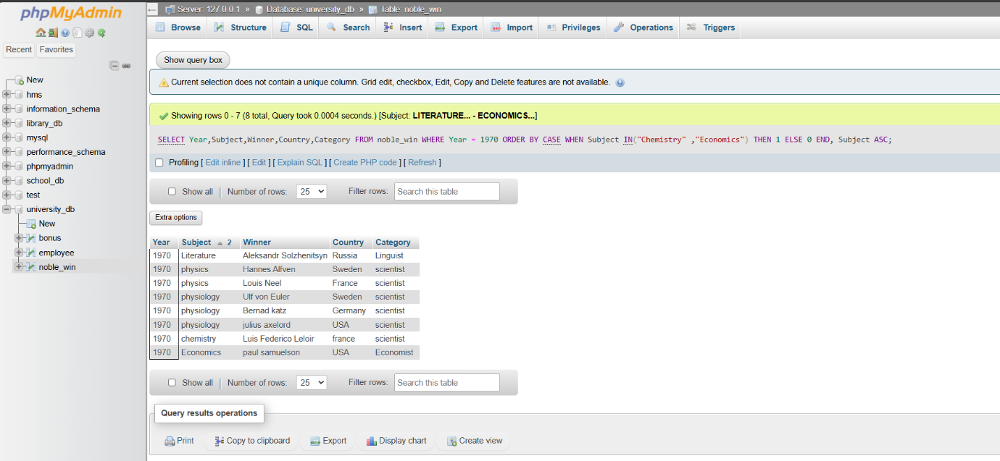 phpMyAdmin
Recent Favorites
New
hms
information_schema
library_db
mysql
performance_schema
phpmyadmin
school_db
test
university_db
New
bonus
employee
noble_win
Server: 127.0.0.1 » Database: university_db » Table: noble_win
Browse Structure SQL Search Insert Export Import Privileges Operations Triggers
Show query box
Current selection does not contain a unique column. Grid edit, checkbox, Edit, Copy and Delete features are not available.
Showing rows 0 - 7 (8 total, Query took 0.0004 seconds.) [Subject: LITERATURE... - ECONOMICS...]
SELECT Year,Subject,Winner,Country,Category FROM noble_win WHERE Year = 1970 ORDER BY CASE WHEN Subject IN("Chemistry" ,"Economics") THEN 1 ELSE 0 END, Subject ASC;
Profiling [ Edit inline ] [ Edit ] [ Explain SQL ] [ Create PHP code ] [ Refresh ]
Show all | Number of rows: 25 Filter rows: Search this table
Extra options
Year Subject 2 Winner Country Category
1970 Literature Aleksandr Solzhenitsyn Russia Linguist
1970 physics Hannes Alfven Sweden scientist
1970 physics Louis Neel France scientist
1970 physiology Ulf von Euler Sweden scientist
1970 physiology Bernad katz Germany scientist
1970 physiology julius axelord USA scientist
1970 chemistry Luis Federico Leloir france scientist
1970 Economics paul samuelson USA Economist
Show all | Number of rows: 25 Filter rows: Search this table
Query results operations
Print Copy to clipboard Export Display chart Create view